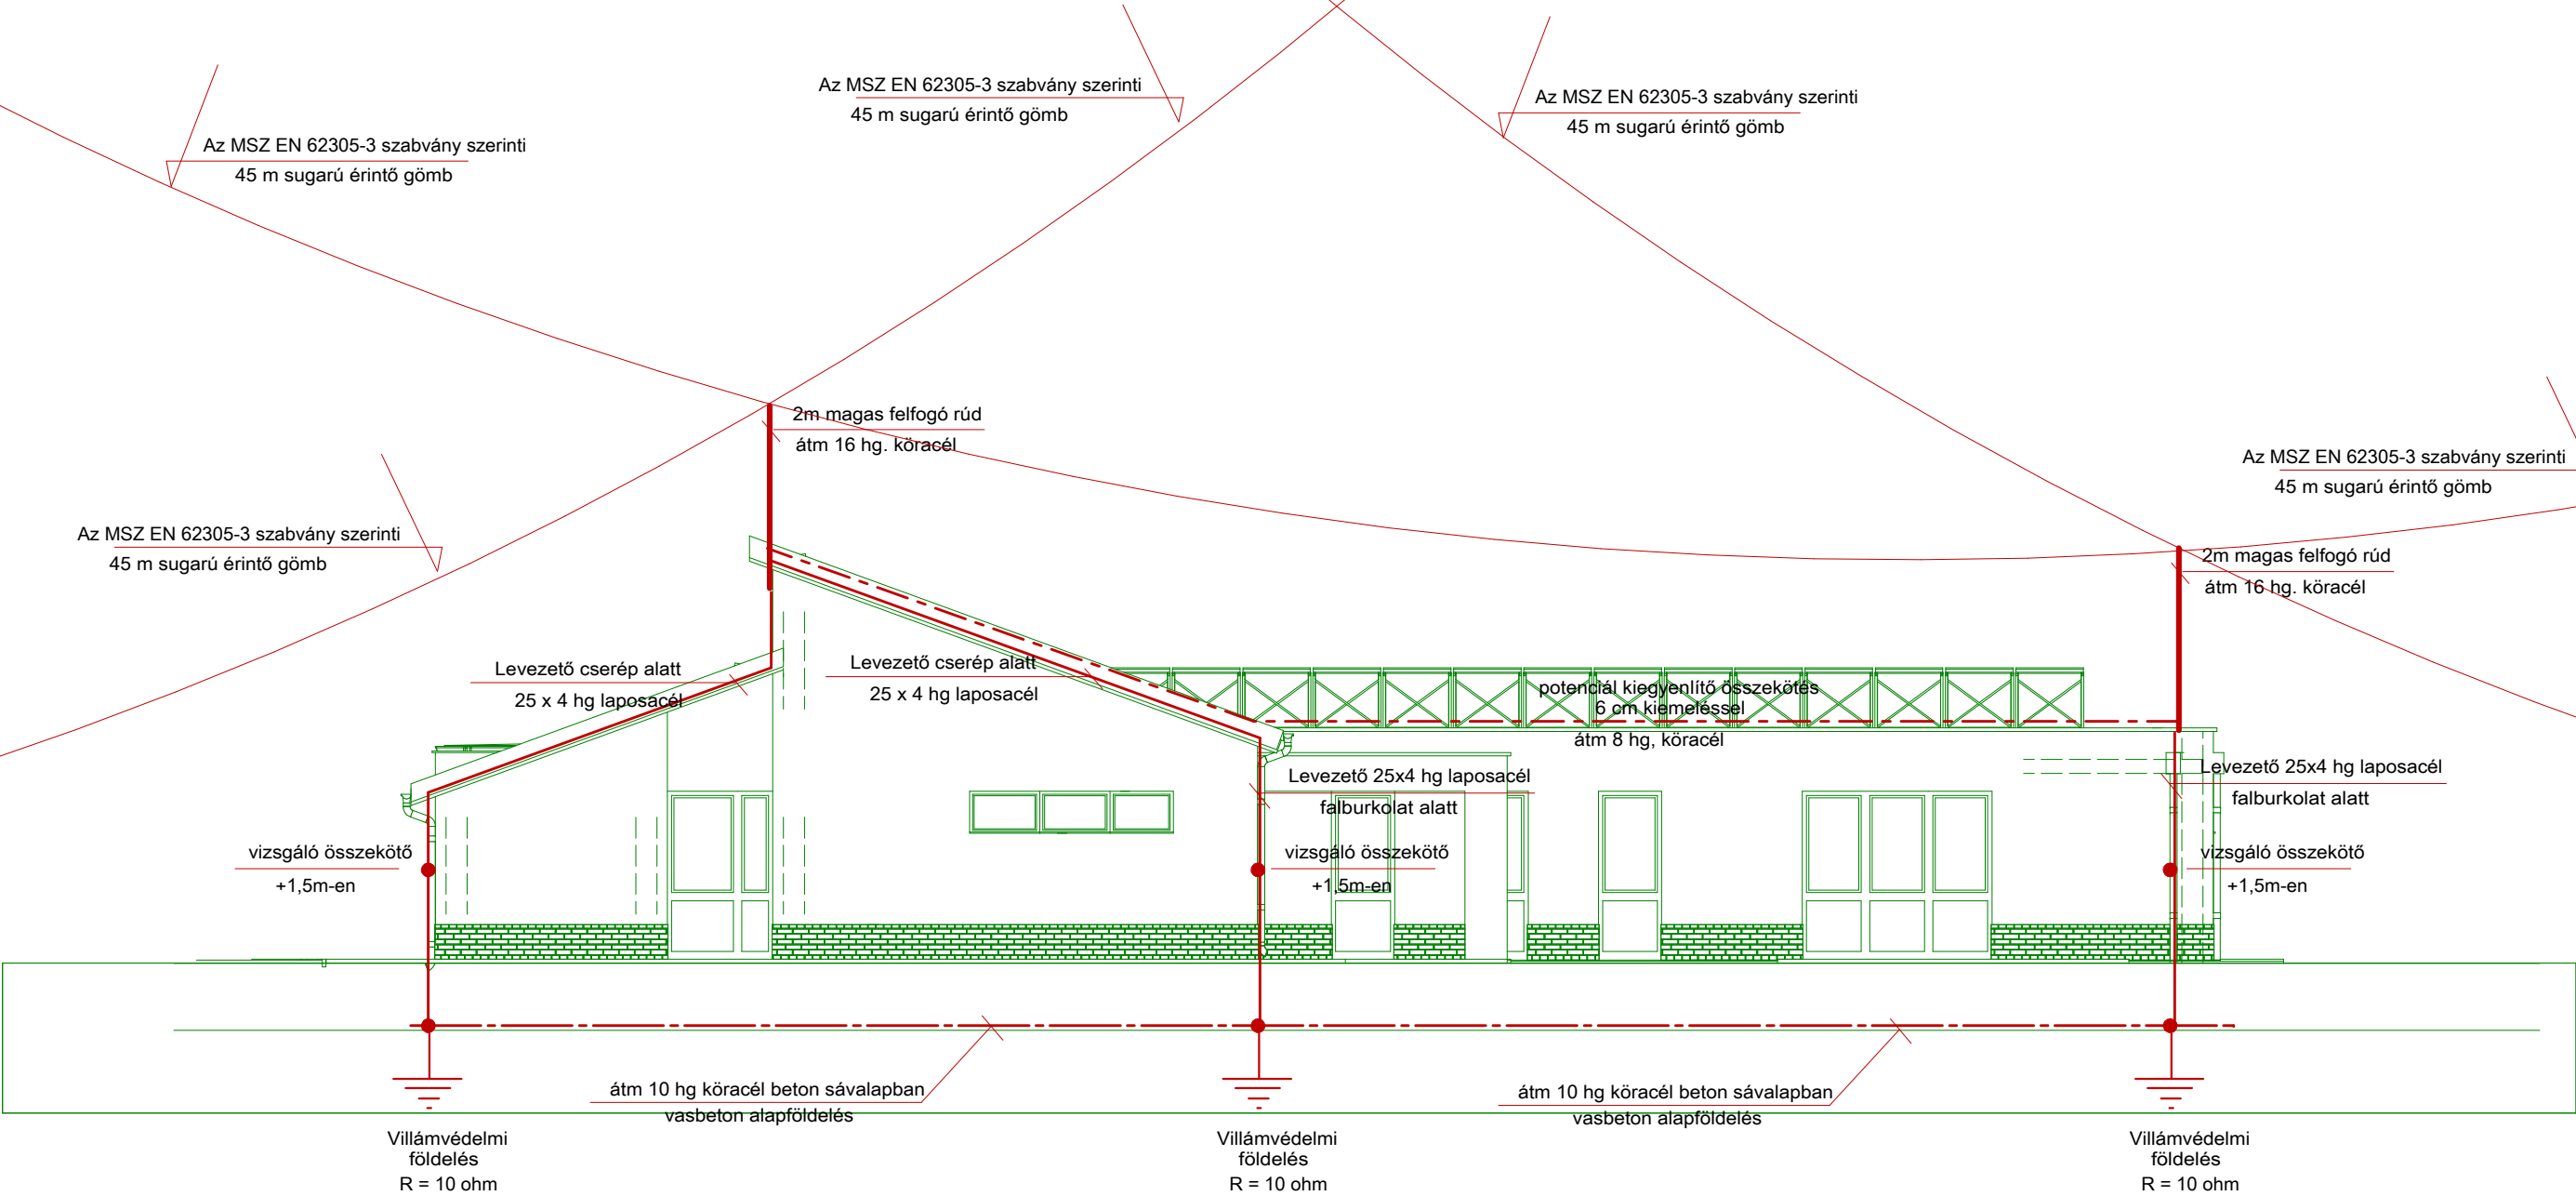 Az MSZ EN 62305-3 szabvány szerinti
45 m sugarú érintő gömb
Az MSZ EN 62305-3 szabvány szerinti
45 m sugarú érintő gömb
Az MSZ EN 62305-3 szabvány szerinti
45 m sugarú érintő gömb
2m magas felfogó rúd
átm 16 hg. köracél
Az MSZ EN 62305-3 szabvány szerinti
45 m sugarú érintő gömb
Az MSZ EN 62305-3 szabvány szerinti
45 m sugarú érintő gömb
2m magas felfogó rúd
átm 16 hg. köracél
Levezető cserép alatt
25 x 4 hg laposacél
Levezető cserép alatt
25 x 4 hg laposacél
potenciál kiegyenlítő összekötés
6 cm kiemeléssel
átm 8 hg, köracél
Levezető 25x4 hg laposacél
falburkolat alatt
Levezető 25x4 hg laposacél
falburkolat alatt
vizsgáló összekötő
+1,5m-en
vizsgáló összekötő
+1,5m-en
vizsgáló összekötő
+1,5m-en
átm 10 hg köracél beton sávalapban
vasbeton alapföldelés
átm 10 hg köracél beton sávalapban
vasbeton alapföldelés
Villámvédelmi
földelés
R = 10 ohm
Villámvédelmi
földelés
R = 10 ohm
Villámvédelmi
földelés
R = 10 ohm